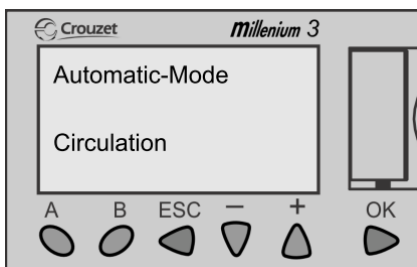 Crouzet millenium 3
Automatic-Mode
Circulation
A B ESC − + OK